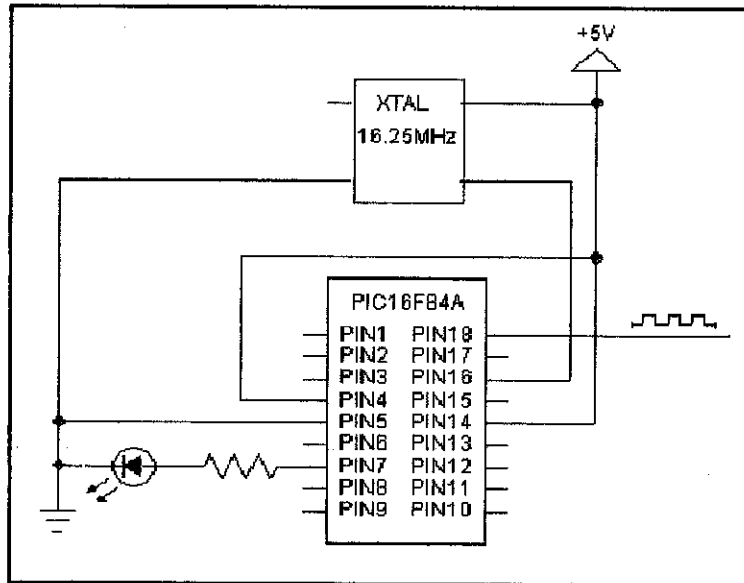 +5V
XTAL
16.25MHz
PIC16F84A
PIN1 PIN18
PIN2 PIN17
PIN3 PIN16
PIN4 PIN15
PIN5 PIN14
PIN6 PIN13
PIN7 PIN12
PIN8 PIN11
PIN9 PIN10